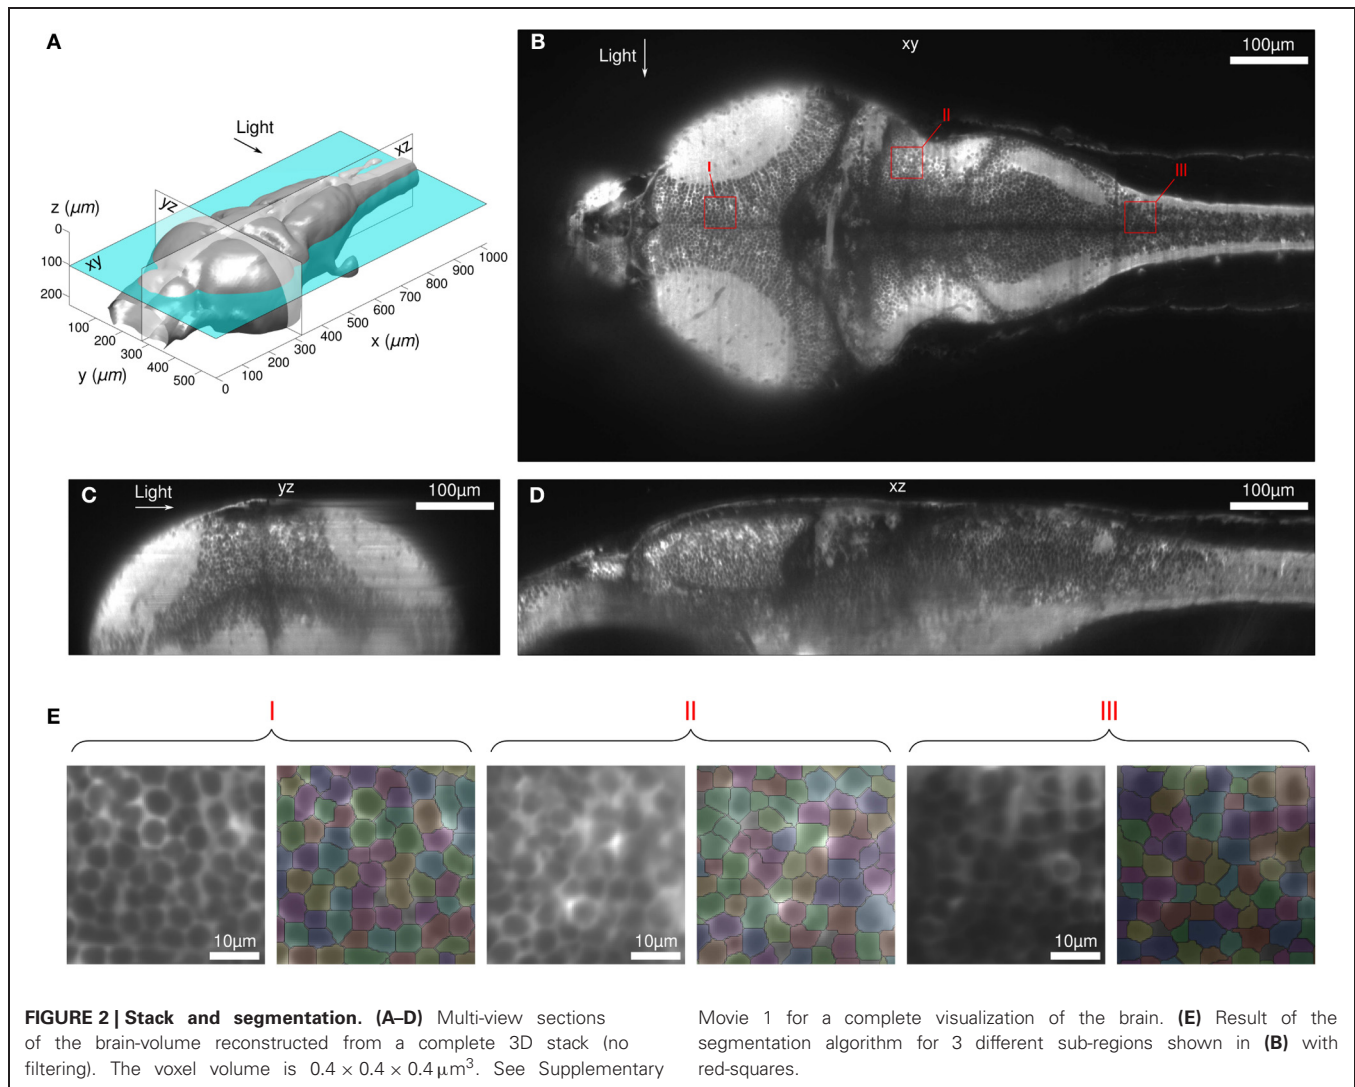 A
Light
xz
yz
z (μm)
0
100
200
xy
100
200
300
400
500
y (μm)
0
100
200
300
400
500
600
700
800
900
1000
x (μm)
B
Light
xy
100μm
I
II
III
C
Light
yz
100μm
D
xz
100μm
E
I
II
III
10μm
10μm
10μm
FIGURE 2 | Stack and segmentation. (A–D) Multi-view sections
of the brain-volume reconstructed from a complete 3D stack (no
filtering). The voxel volume is 0.4 × 0.4 × 0.4 μm³. See Supplementary
Movie 1 for a complete visualization of the brain. (E) Result of the
segmentation algorithm for 3 different sub-regions shown in (B) with
red-squares.